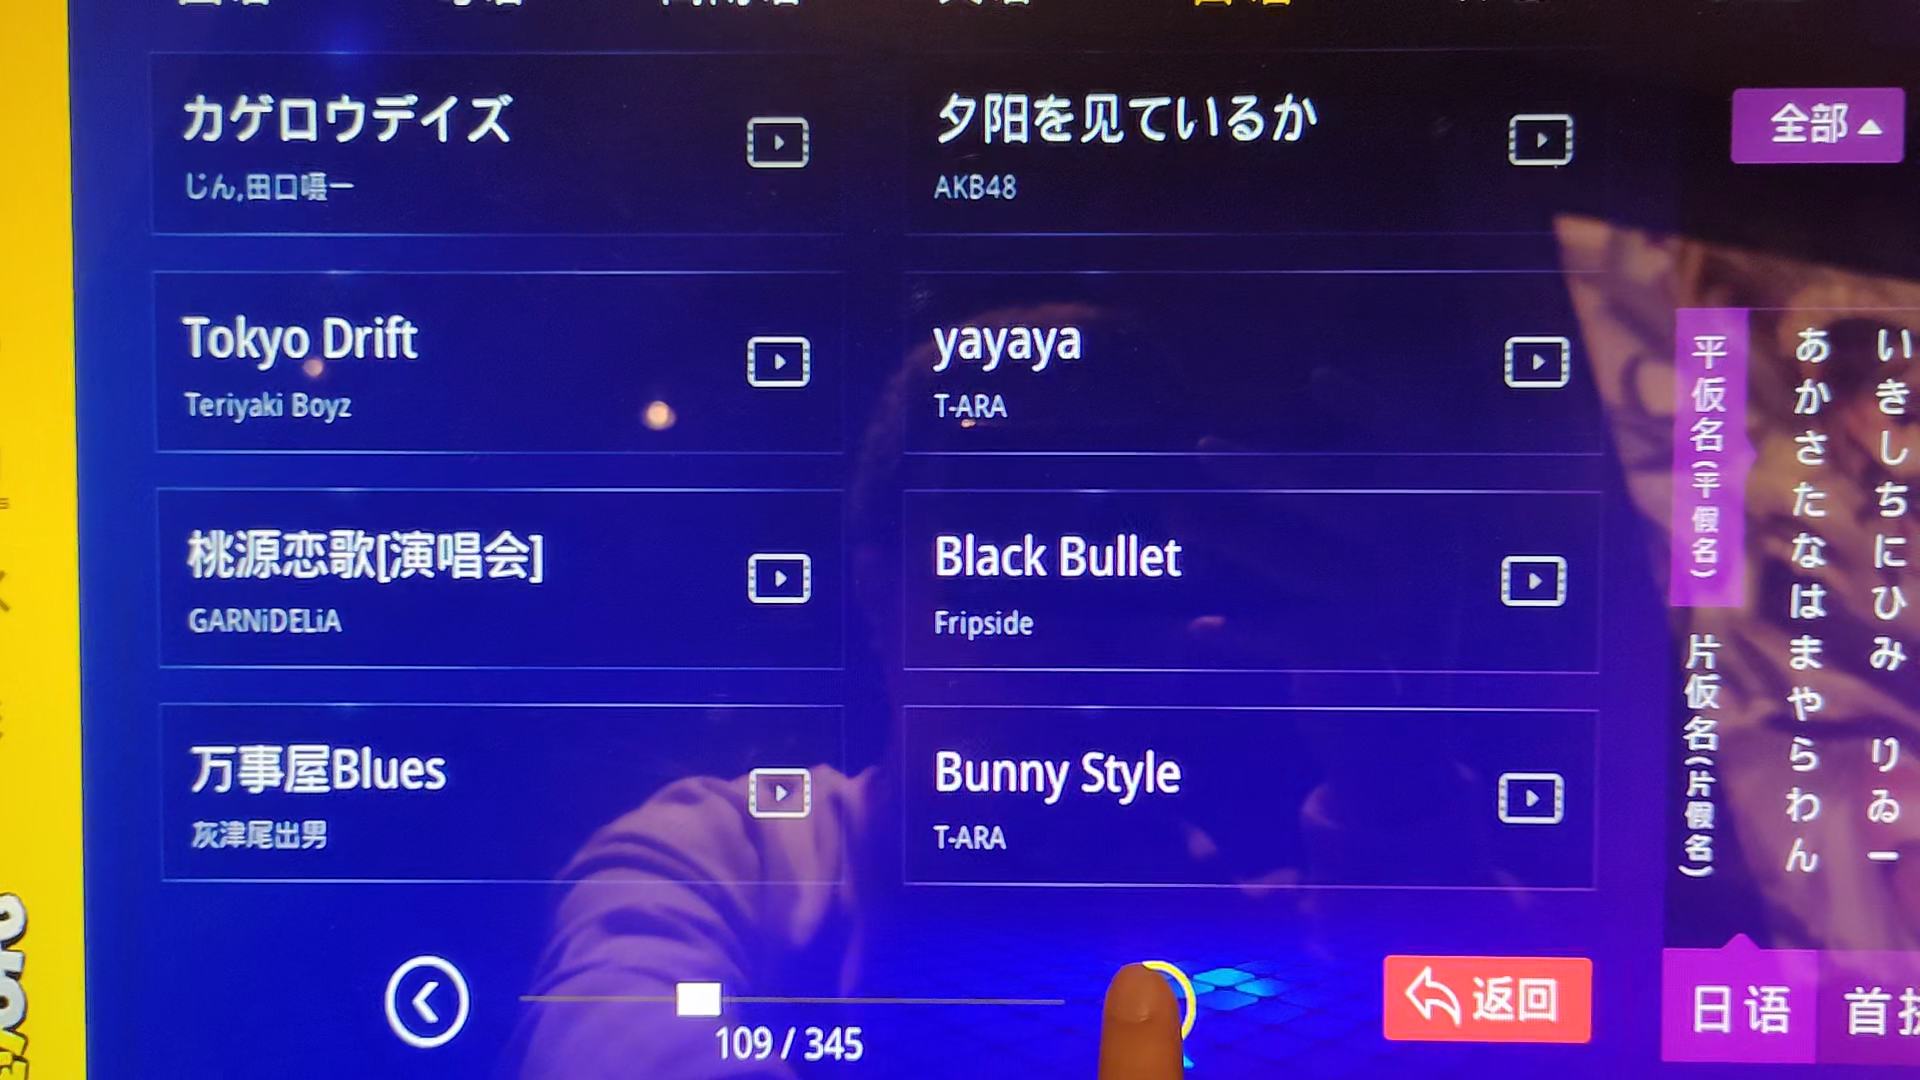 日语
カゲロウデイズ
じん,田口囁一
夕阳を见ているか
AKB48
全部
Tokyo Drift
Teriyaki Boyz
yayaya
T-ARA
桃源恋歌[演唱会]
GARNiDELiA
Black Bullet
Fripside
万事屋Blues
灰津尾出男
Bunny Style
T-ARA
109 / 345
返回
平仮名(平假名)
片仮名(片假名)
あかさたなはまやらわん
いきしちにひみ りゐー
日语
首拼